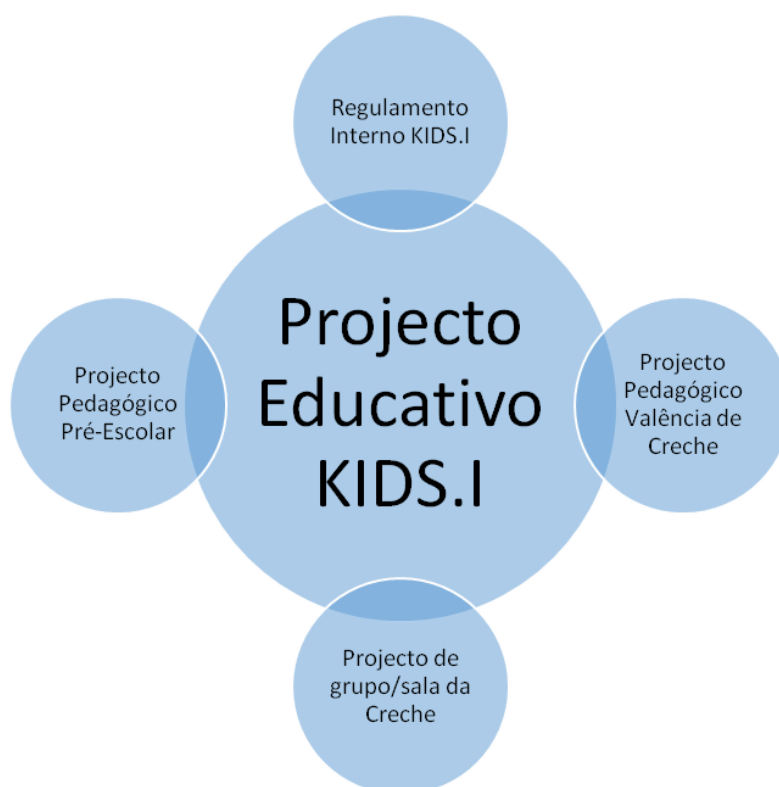 Regulamento
Interno KIDS.I
Projecto
Educativo
KIDS.I
Projecto
Pedagógico
Pré-Escolar
Projecto
Pedagógico
Valência de
Creche
Projecto de
grupo/sala da
Creche